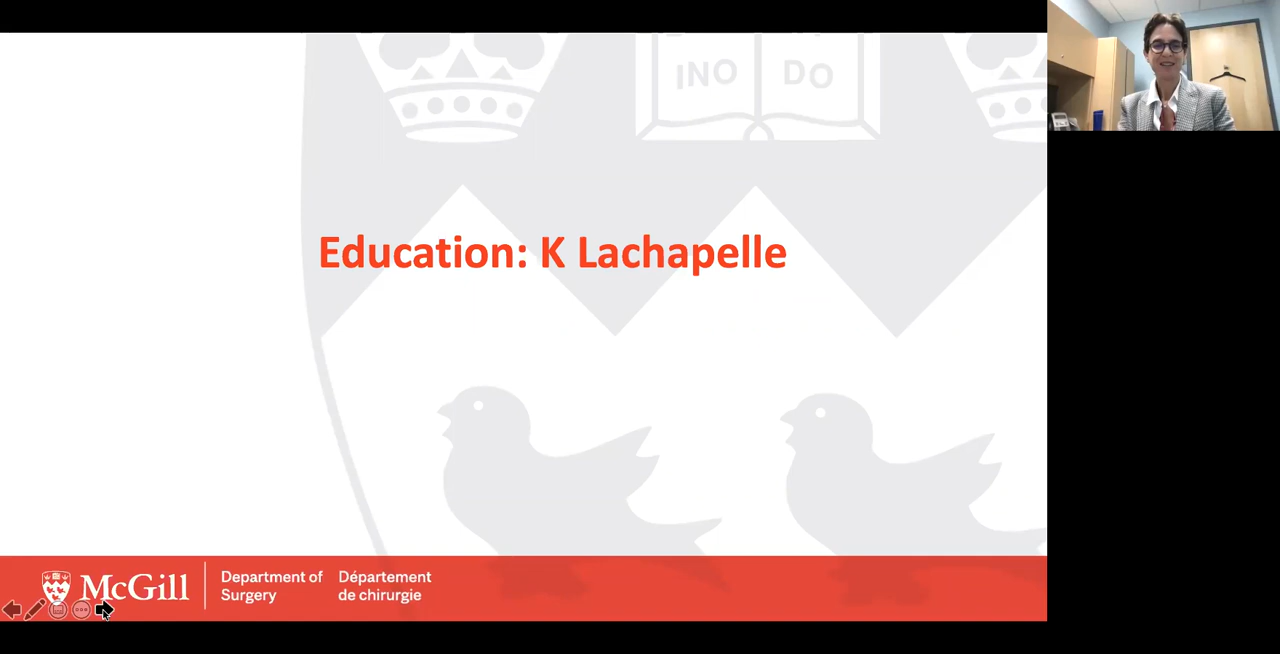 INO DO
Education: K Lachapelle
McGill
Department of
Surgery
Département
de chirurgie